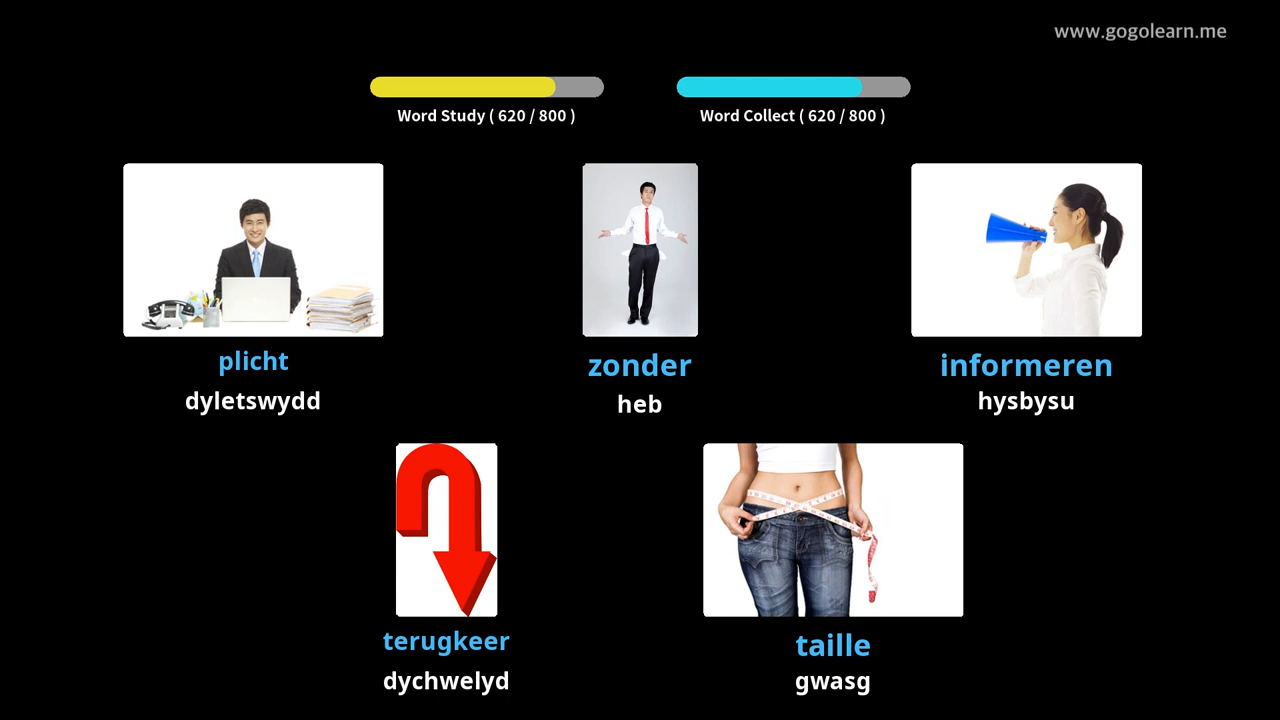 www.gogolearn.me
Word Study ( 620 / 800 )
Word Collect ( 620 / 800 )
plicht
dyletswydd
zonder
heb
informeren
hysbysu
terugkeer
dychwelyd
taille
gwasg